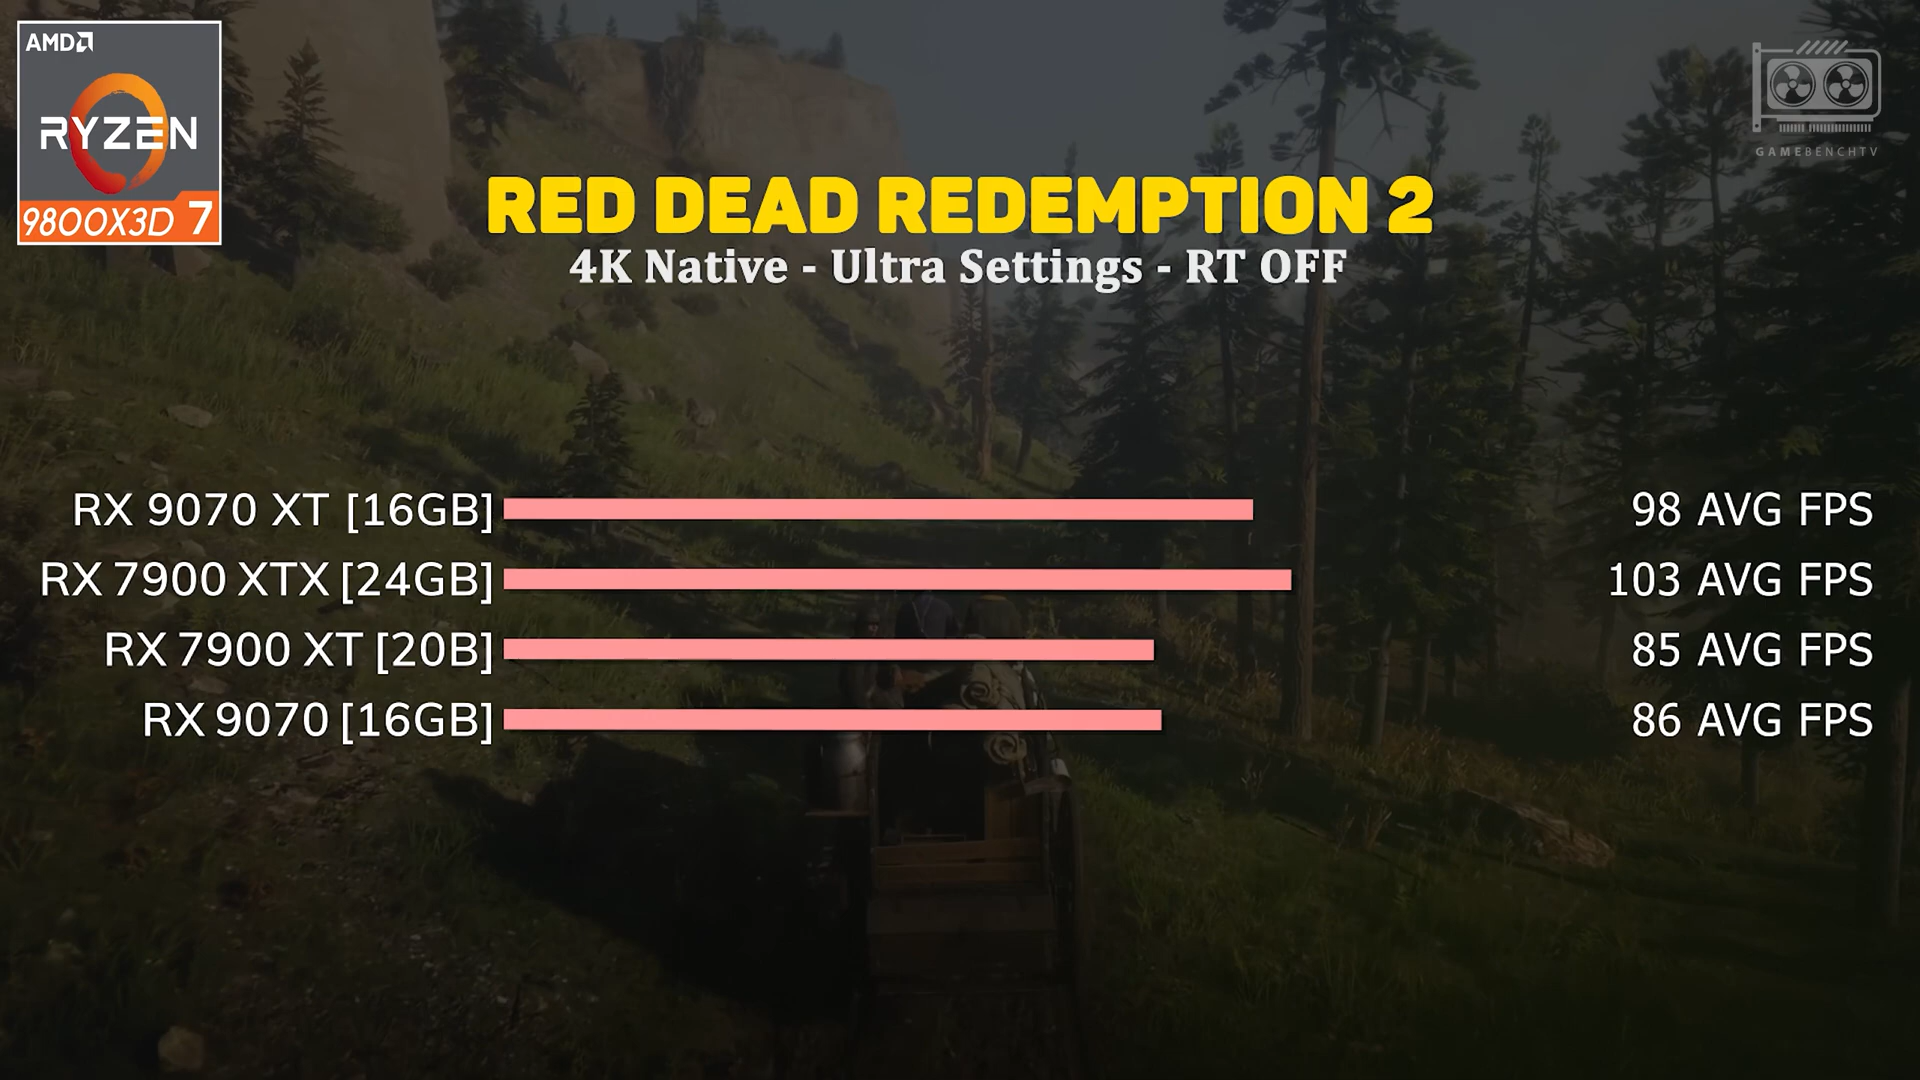 AMD
RYZEN
9800X3D 7
GAMEBENCHTV
RED DEAD REDEMPTION 2
4K Native - Ultra Settings - RT OFF
RX 9070 XT [16GB] 98 AVG FPS
RX 7900 XTX [24GB] 103 AVG FPS
RX 7900 XT [20B] 85 AVG FPS
RX 9070 [16GB] 86 AVG FPS